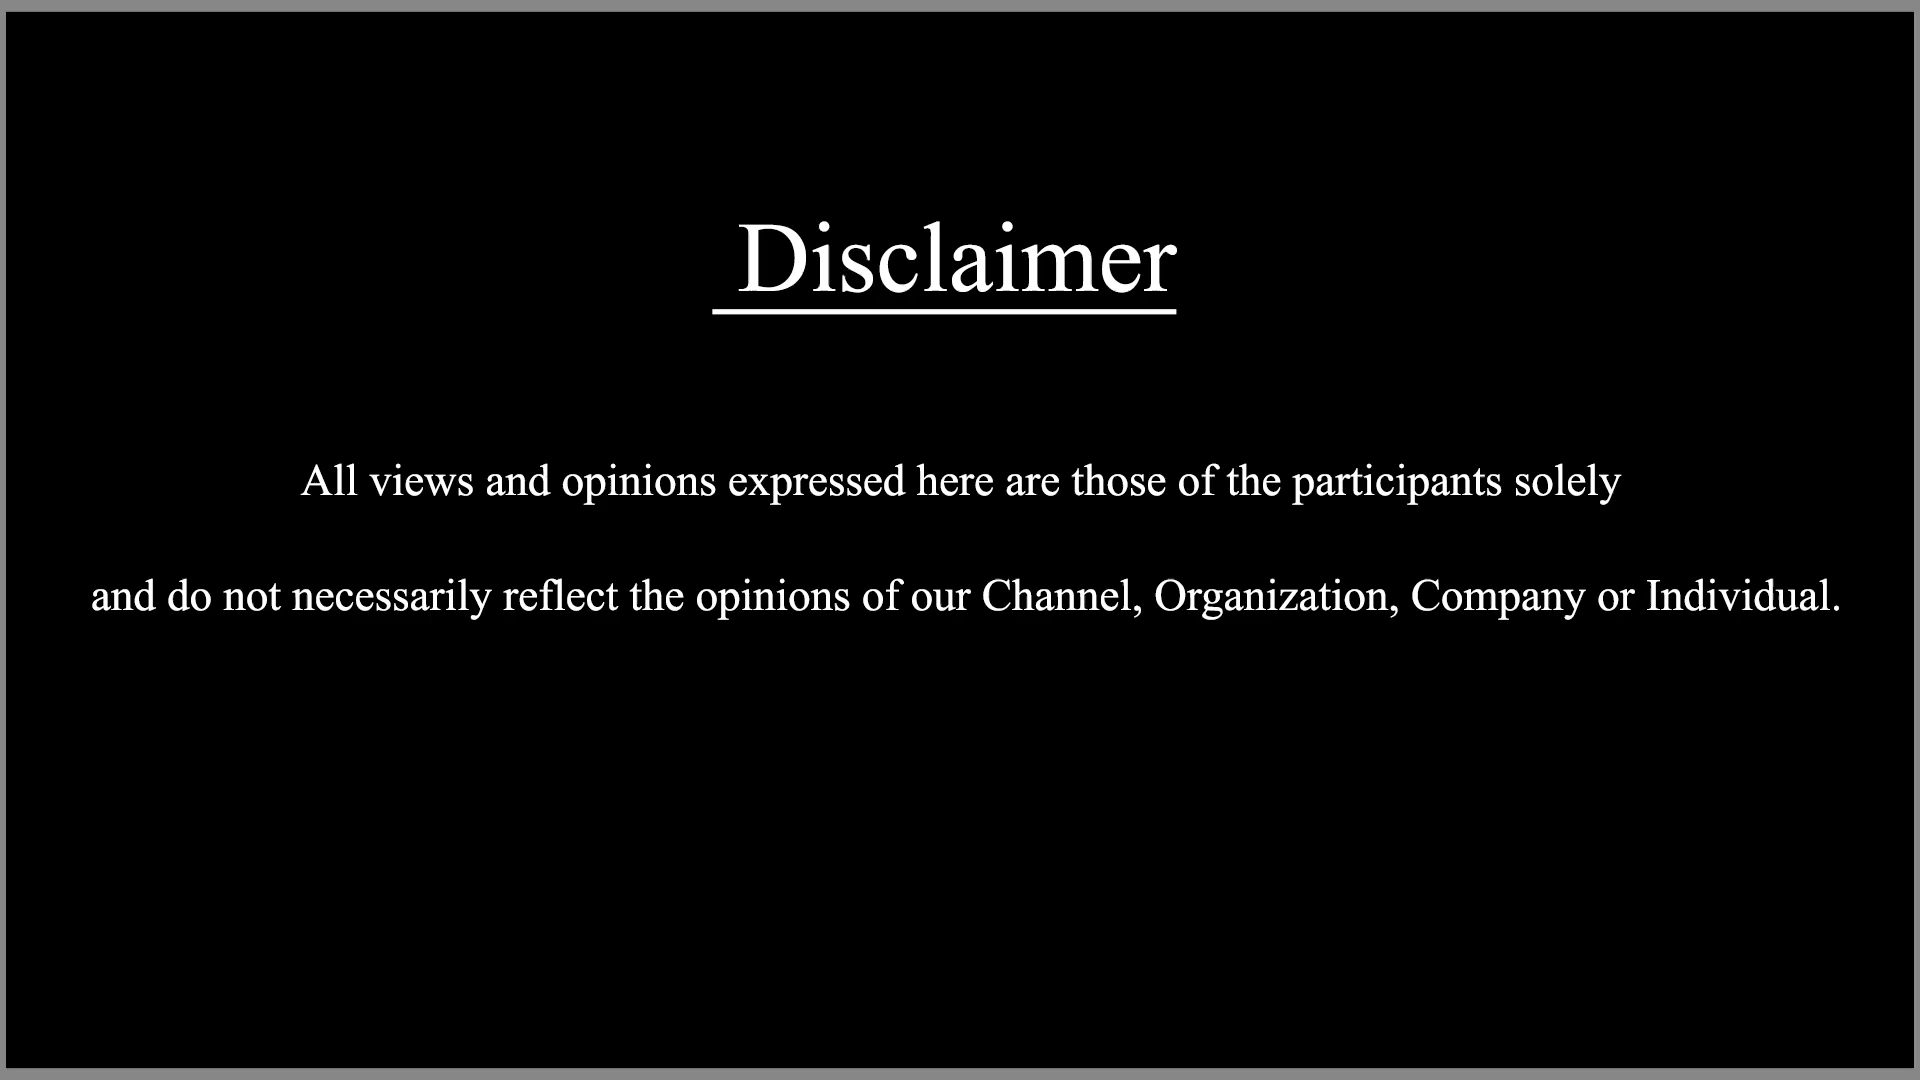 Disclaimer
All views and opinions expressed here are those of the participants solely
and do not necessarily reflect the opinions of our Channel, Organization, Company or Individual.